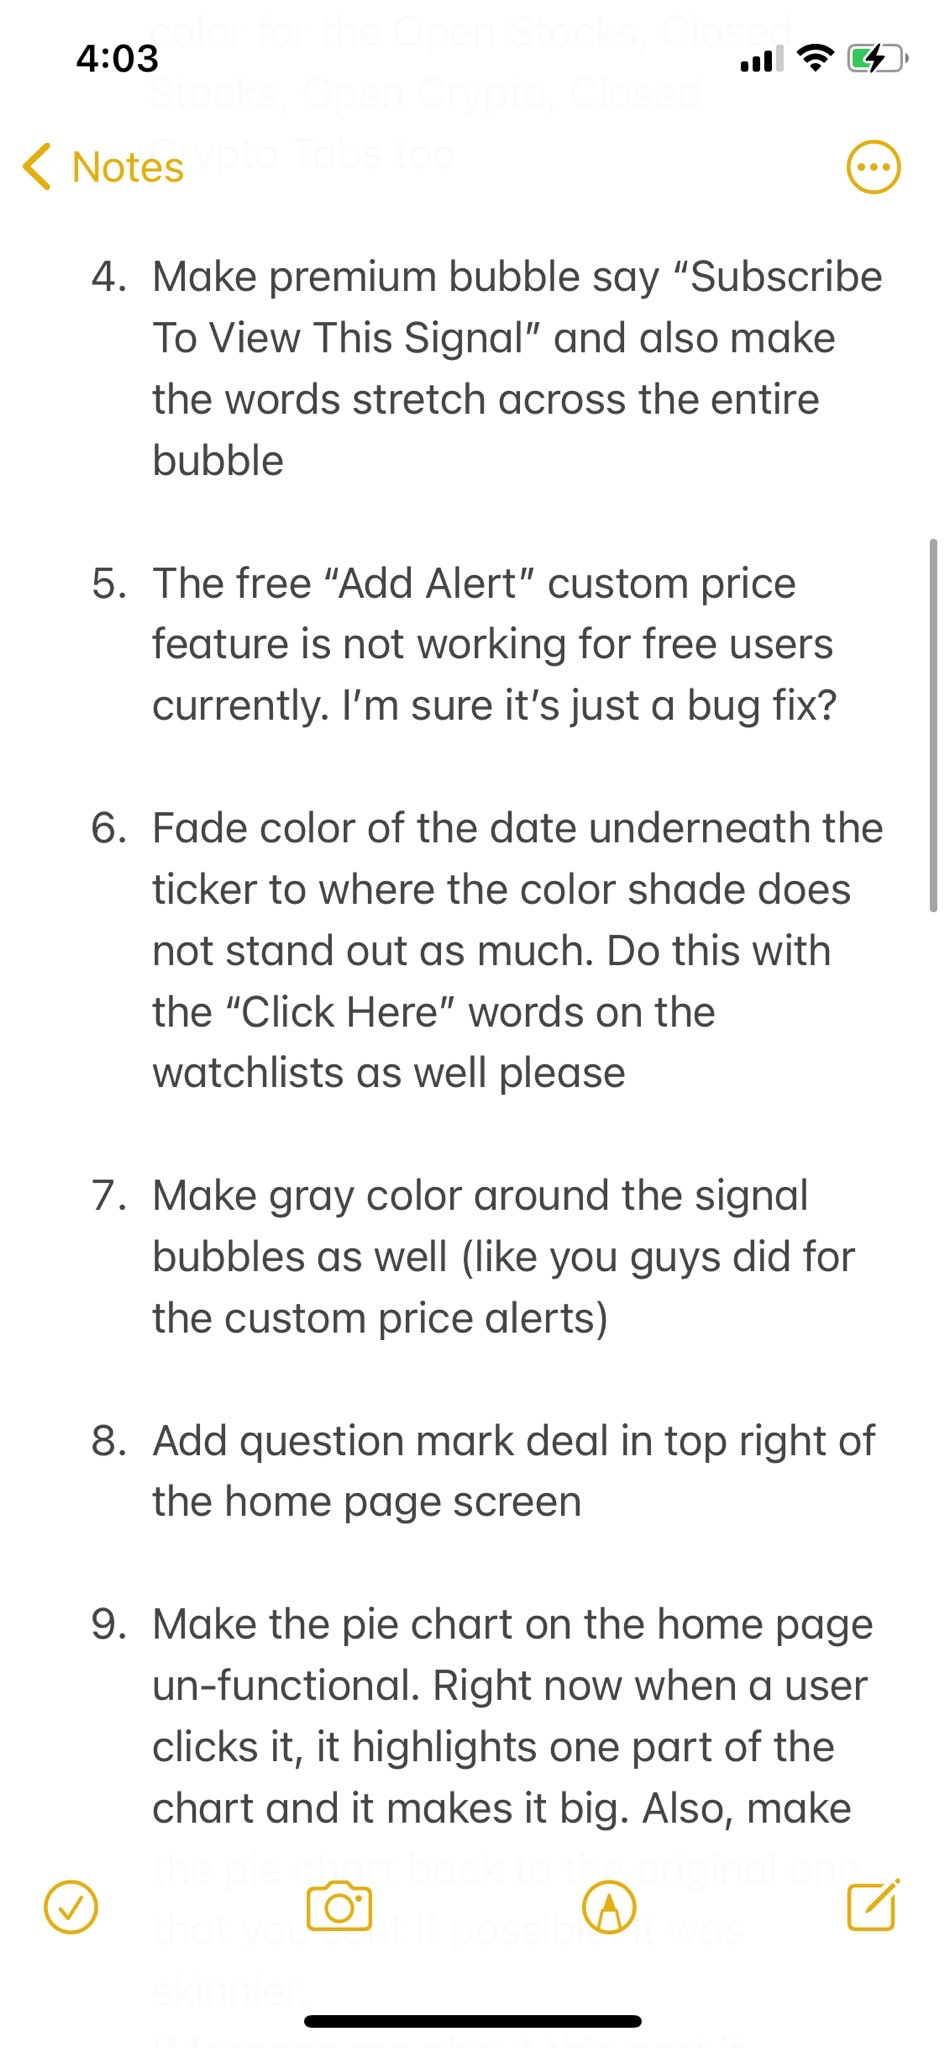 color for the Open Stocks, Closed
4:03
Stocks, Open Crypto, Closed
Crypto Tabs too
Notes
4. Make premium bubble say “Subscribe
To View This Signal” and also make
the words stretch across the entire
bubble
5. The free “Add Alert” custom price
feature is not working for free users
currently. I’m sure it’s just a bug fix?
6. Fade color of the date underneath the
ticker to where the color shade does
not stand out as much. Do this with
the “Click Here” words on the
watchlists as well please
7. Make gray color around the signal
bubbles as well (like you guys did for
the custom price alerts)
8. Add question mark deal in top right of
the home page screen
9. Make the pie chart on the home page
un-functional. Right now when a user
clicks it, it highlights one part of the
chart and it makes it big. Also, make
the pie chart back to the original one
that you sent if possible. It was
skinnier.